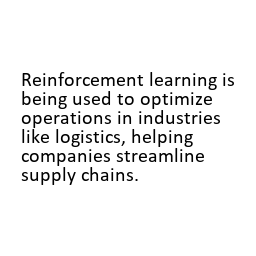 Reinforcement learning is
being used to optimize
operations in industries
like logistics, helping
companies streamline
supply chains.